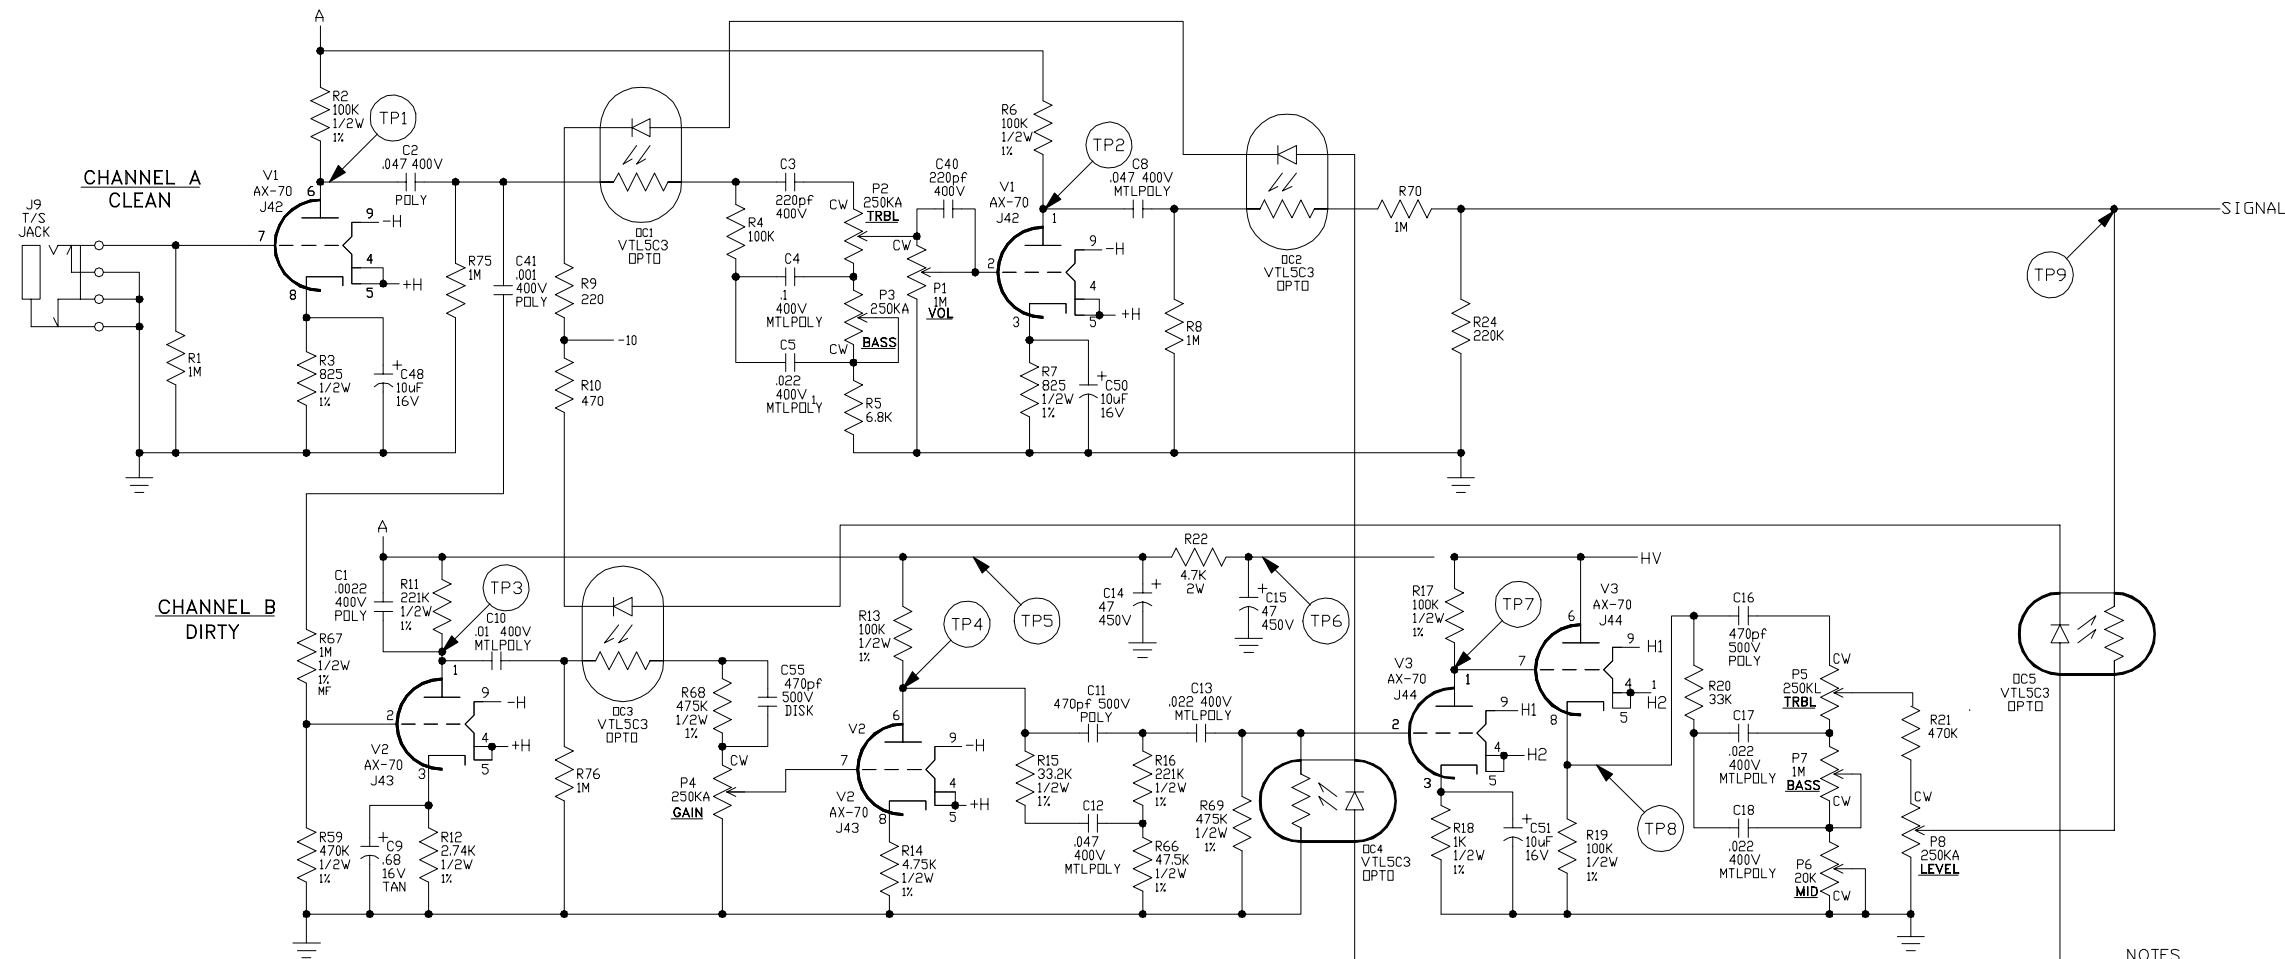 A
R2
100K
1/2W
1%
TP1
C2
.047 400V
POLY
CHANNEL A
CLEAN
J9
T/S
JACK
V1
AX-70
J42
6
7
8
9
-H
4
5
+H
R1
1M
R3
825
1/2W
1%
+
C48
10uF
16V
R75
1M
C41
.001
400V
POLY
OC1
VTL5C3
OPTO
R9
220
-10
R10
470
R4
100K
C3
220pf
400V
C4
.1
400V
MTLPOLY
C5
.022
400V
MTLPOLY
1
CW
P2
250KA
TRBL
P3
250KA
BASS
CW
R5
6.8K
CW
P1
1M
VOL
C40
220pf
400V
R6
100K
1/2W
1%
TP2
V1
AX-70
J42
1
2
3
9
-H
4
5
+H
C8
.047 400V
MTLPOLY
R7
825
1/2W
1%
+
C50
10uF
16V
R8
1M
OC2
VTL5C3
OPTO
R70
1M
R24
220K
SIGNAL
TP9
A
CHANNEL B
DIRTY
C1
.0022
400V
POLY
R11
221K
1/2W
1%
TP3
C10
.01 400V
MTLPOLY
R67
1M
1/2W
1%
MF
1
2
3
V2
AX-70
J43
9
-H
4
5
+H
R59
470K
1/2W
1%
+
C9
.68
16V
TAN
R12
2.74K
1/2W
1%
R76
1M
OC3
VTL5C3
OPTO
R68
475K
1/2W
1%
C55
470pf
500V
DISK
CW
P4
250KA
GAIN
R13
100K
1/2W
1%
TP4
TP5
V2
6
7
8
V2
AX-70
J43
9
-H
4
5
+H
R14
4.75K
1/2W
1%
R15
33.2K
1/2W
1%
C11
470pf 500V
POLY
C12
.047
400V
MTLPOLY
C13
.022 400V
MTLPOLY
R16
221K
1/2W
1%
R66
47.5K
1/2W
1%
R69
475K
1/2W
1%
C14
47
450V
+
R22
4.7K
2W
+
C15
47
450V
TP6
OC4
VTL5C3
OPTO
HV
R17
100K
1/2W
1%
TP7
V3
AX-70
J44
1
2
3
9
H1
4
5
H2
R18
1K
1/2W
1%
+
C51
10uF
16V
V3
AX-70
J44
6
7
8
9
H1
4
1
5
H2
R19
100K
1/2W
1%
TP8
R20
33K
C16
470pf
500V
POLY
C17
.022
400V
MTLPOLY
C18
.022
400V
MTLPOLY
CW
P5
250KL
TRBL
P7
1M
BASS
CW
P6
20K
MID
CW
R21
470K
CW
P8
250KA
LEVEL
OC5
VTL5C3
OPTO
NOTES